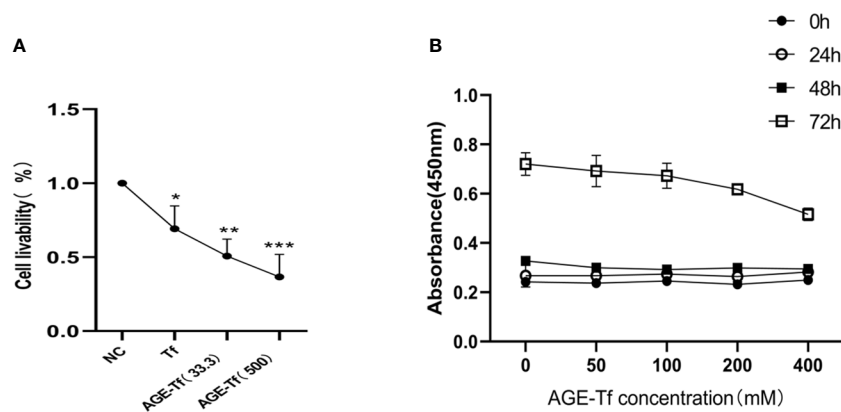 A
1.5
1.0
0.5
0.0
Cell livability( %)
*
**
***
NC
Tf
AGE-Tf(33.3)
AGE-Tf(500)
B
0h
24h
48h
72h
1.0
0.8
0.6
0.4
0.2
0.0
Absorbance(450nm)
0 50 100 200 400
AGE-Tf concentration(mM)